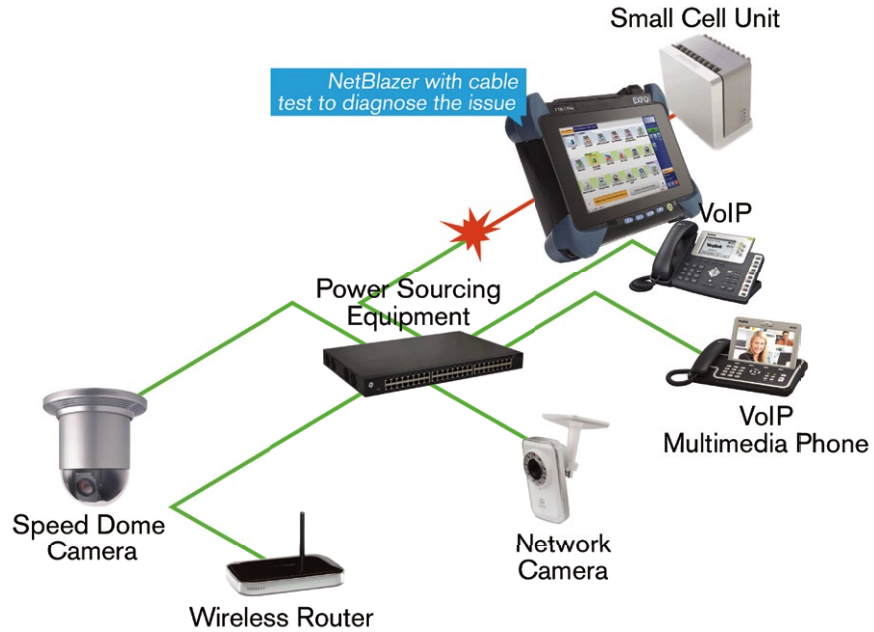 Small Cell Unit
NetBlazer with cable
test to diagnose the issue
EXFO
VoIP
Power Sourcing
Equipment
VoIP
Multimedia Phone
Speed Dome
Camera
Network
Camera
Wireless Router